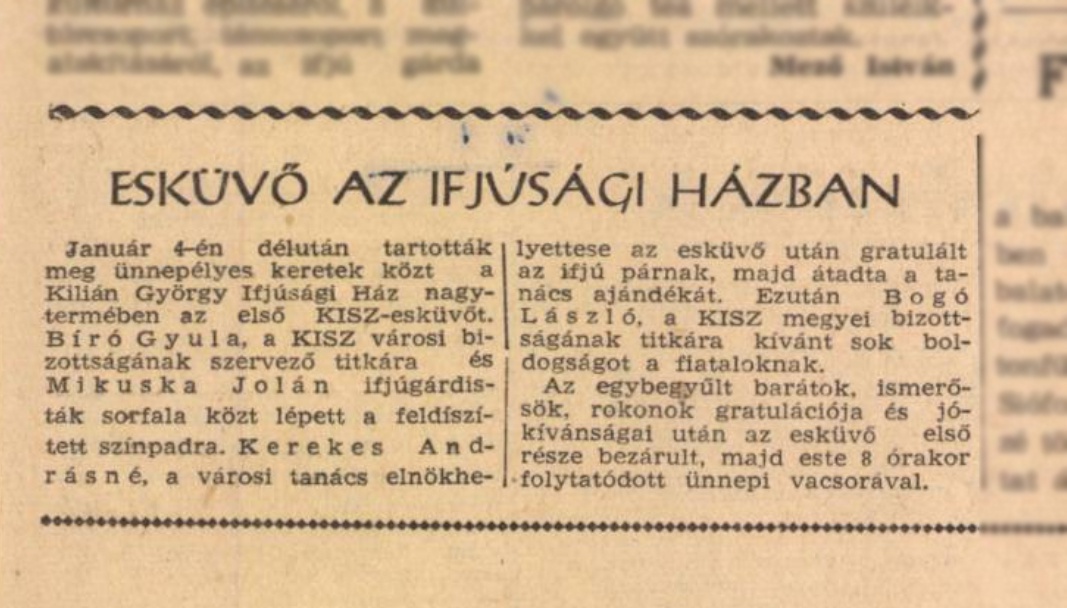 Mező István
ESKÜVŐ AZ IFJÚSÁGI HÁZBAN
Január 4-én délután tartották
meg ünnepélyes keretek közt a
Kilián György Ifjúsági Ház nagy-
termében az első KISZ-esküvőt.
Bíró Gyula, a KISZ városi bi-
zottságának szervező titkára és
Mikuska Jolán ifjúgárdis-
ták sorfala közt lépett a feldíszí-
tett színpadra. Kerekes And-
rásné, a városi tanács elnökhe-
lyettese az esküvő után gratulált
az ifjú párnak, majd átadta a ta-
nács ajándékát. Ezután Bogó
László, a KISZ megyei bizott-
ságának titkára kívánt sok bol-
dogságot a fiataloknak.
Az egybegyűlt barátok, ismerő-
sök, rokonok gratulációja és jó-
kívánságai után az esküvő első
része bezárult, majd este 8 órakor
folytatódott ünnepi vacsorával.